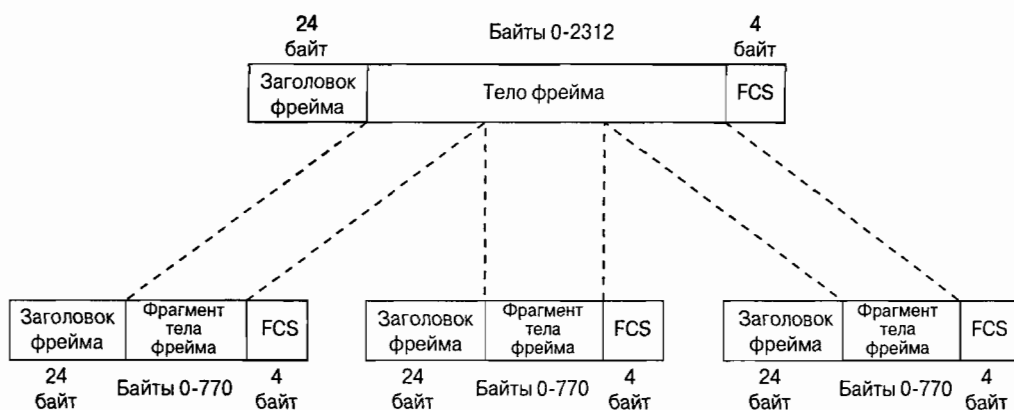 24
байт
Байты 0-2312
4
байт
Заголовок
фрейма
Тело фрейма
FCS
Заголовок
фрейма
Фрагмент
тела
фрейма
FCS
Заголовок
фрейма
Фрагмент
тела
фрейма
FCS
Заголовок
фрейма
Фрагмент
тела
фрейма
FCS
24
байт
Байты 0-770
4
байт
24
байт
Байты 0-770
4
байт
24
байт
Байты 0-770
4
байт